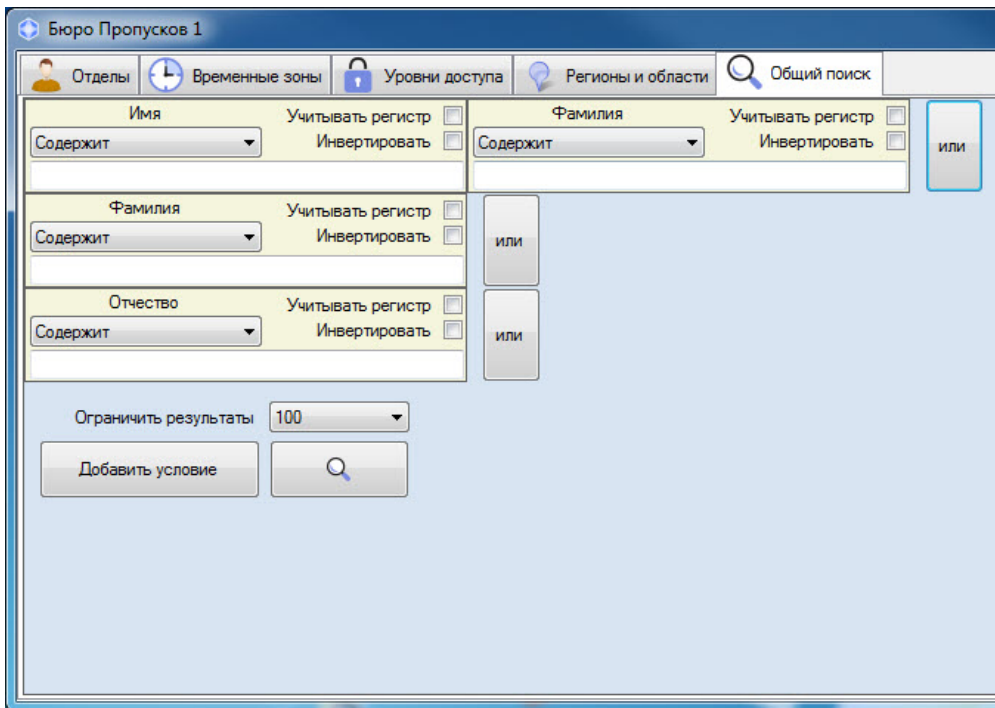 Бюро Пропусков 1
Отделы Временные зоны Уровни доступа Регионы и области Общий поиск
Имя Учитывать регистр Фамилия Учитывать регистр
Содержит Инвертировать Содержит Инвертировать или
Фамилия Учитывать регистр
Содержит Инвертировать или
Отчество Учитывать регистр
Содержит Инвертировать или
Ограничить результаты 100
Добавить условие